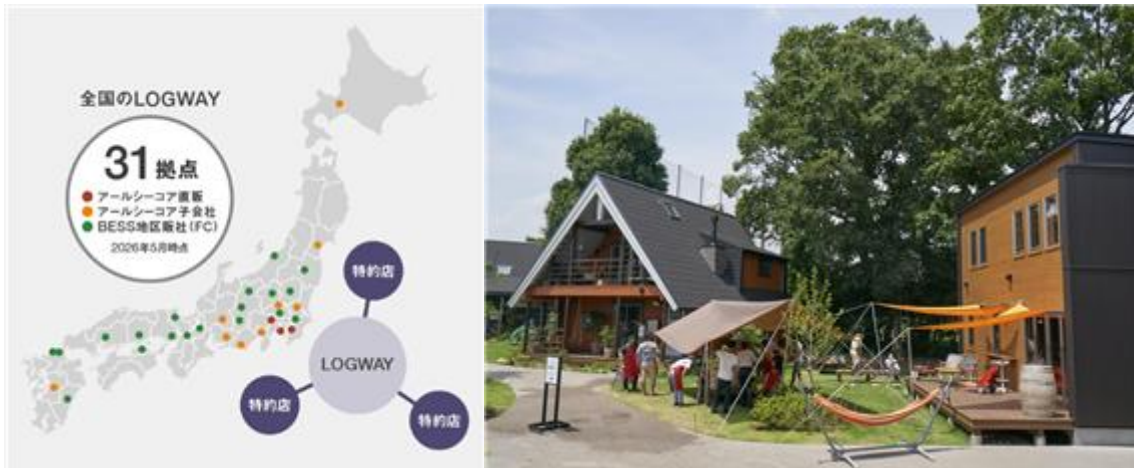 全国のLOGWAY
31拠点
アールシーコア直販
アールシーコア子会社
BESS地区販社(FC)
2026年5月時点
特約店
LOGWAY
特約店
特約店